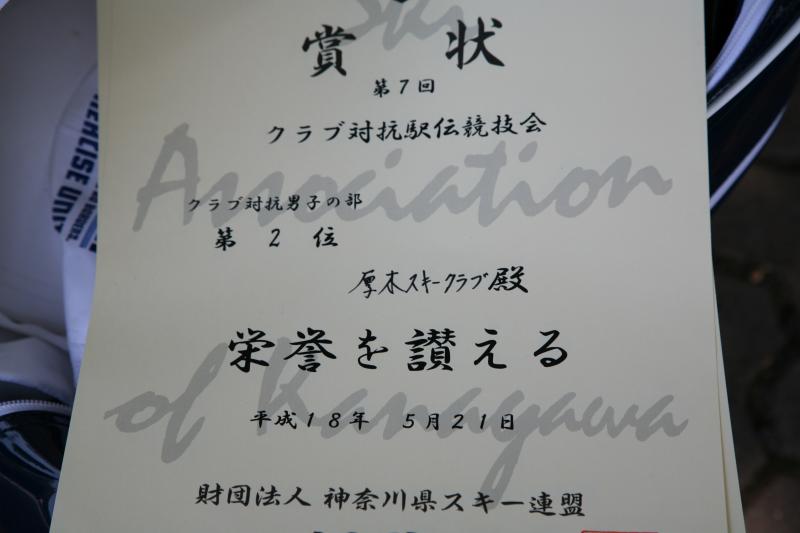 Ski
賞状
第7回
クラブ対抗駅伝競技会
Association
クラブ対抗男子の部
第 2 位
厚木スキークラブ殿
栄誉を讃える
of Kanagawa
平成18年 5月21日
財団法人 神奈川県スキー連盟
EXERCISE UNIT